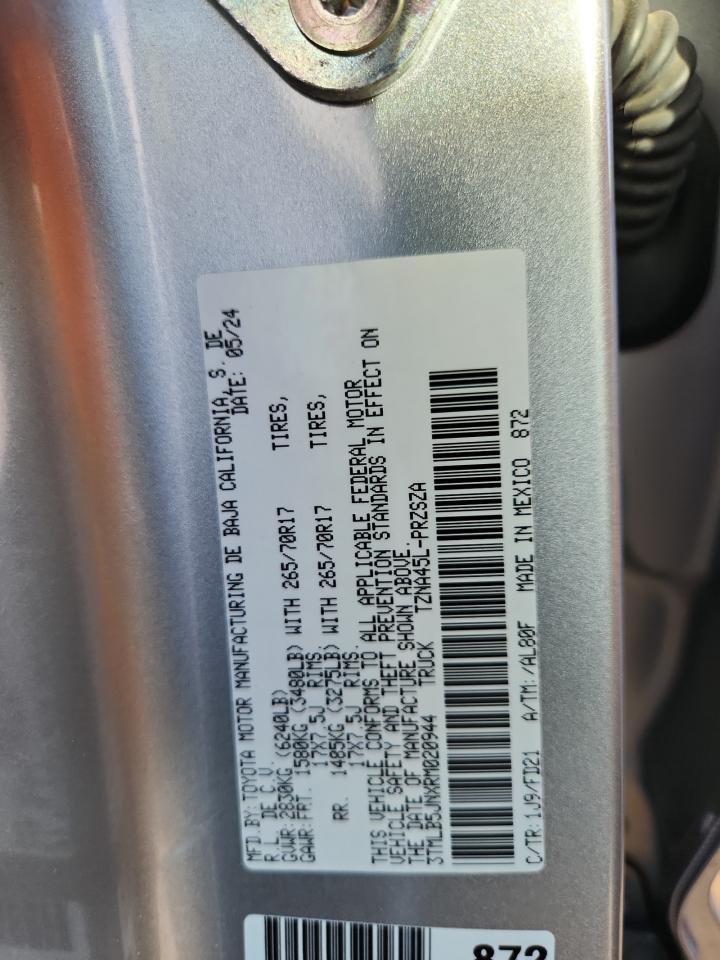 MFD.BY:TOYOTA MOTOR MANUFACTURING DE BAJA CALIFORNIA, S. DE
R. L. DE C.V. DATE: 05/24
GVWR:2830KG (6240LB)
GAWR:FRT. 1580KG (3480LB) WITH 265/70R17 TIRES,
17X7.5J RIMS,
RR. 1485KG (3275LB) WITH 265/70R17 TIRES,
17X7.5J RIMS.
THIS VEHICLE CONFORMS TO ALL APPLICABLE FEDERAL MOTOR
VEHICLE SAFETY AND THEFT PREVENTION STANDARDS IN EFFECT ON
THE DATE OF MANUFACTURE SHOWN ABOVE.
3TMLB5JNXRM020944 TRUCK TZNA45L-PRZSZA
C/TR:1J9/FD21 A/TM:/AL80F MADE IN MEXICO 872
872